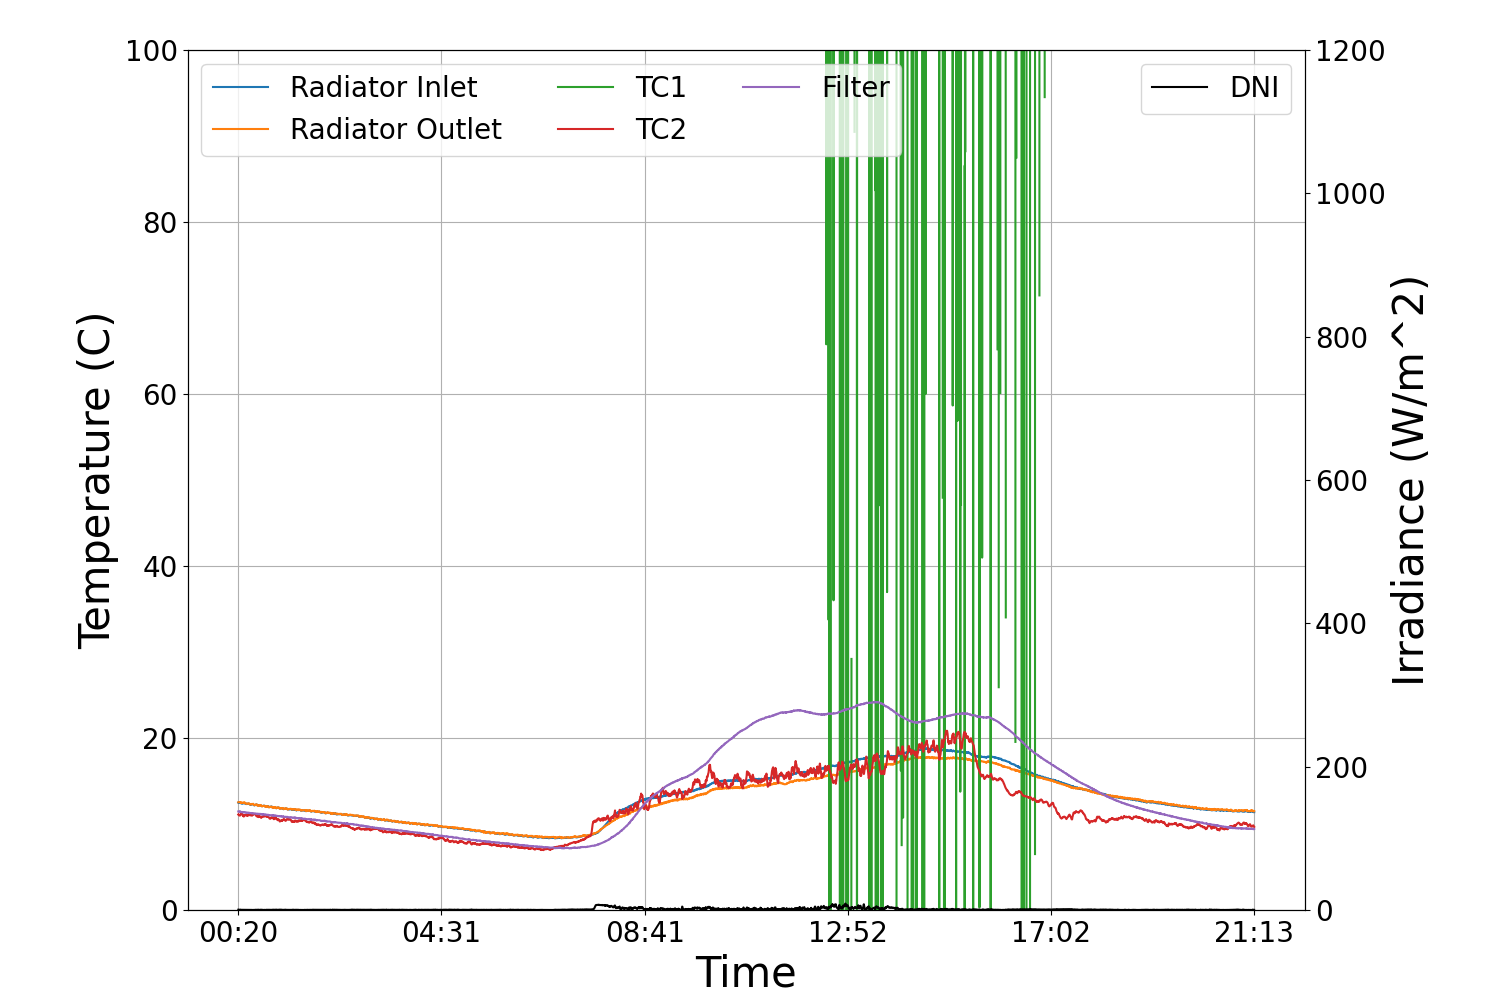 Radiator Inlet
Radiator Outlet
TC1
TC2
Filter
DNI
Temperature (C)
100
80
60
40
20
0
Irradiance (W/m^2)
1200
1000
800
600
400
200
0
00:20 04:31 08:41 12:52 17:02 21:13
Time